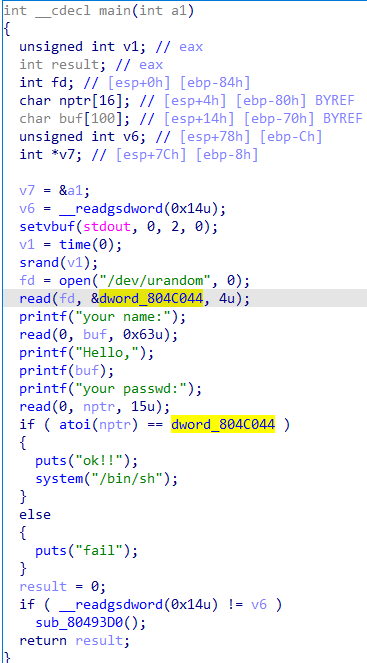 int __cdecl main(int a1)
{
  unsigned int v1; // eax
  int result; // eax
  int fd; // [esp+0h] [ebp-84h]
  char nptr[16]; // [esp+4h] [ebp-80h] BYREF
  char buf[100]; // [esp+14h] [ebp-70h] BYREF
  unsigned int v6; // [esp+78h] [ebp-Ch]
  int *v7; // [esp+7Ch] [ebp-8h]

  v7 = &a1;
  v6 = __readgsdword(0x14u);
  setvbuf(stdout, 0, 2, 0);
  v1 = time(0);
  srand(v1);
  fd = open("/dev/urandom", 0);
  read(fd, &dword_804C044, 4u);
  printf("your name:");
  read(0, buf, 0x63u);
  printf("Hello,");
  printf(buf);
  printf("your passwd:");
  read(0, nptr, 15u);
  if ( atoi(nptr) == dword_804C044 )
  {
    puts("ok!!");
    system("/bin/sh");
  }
  else
  {
    puts("fail");
  }
  result = 0;
  if ( __readgsdword(0x14u) != v6 )
    sub_80493D0();
  return result;
}